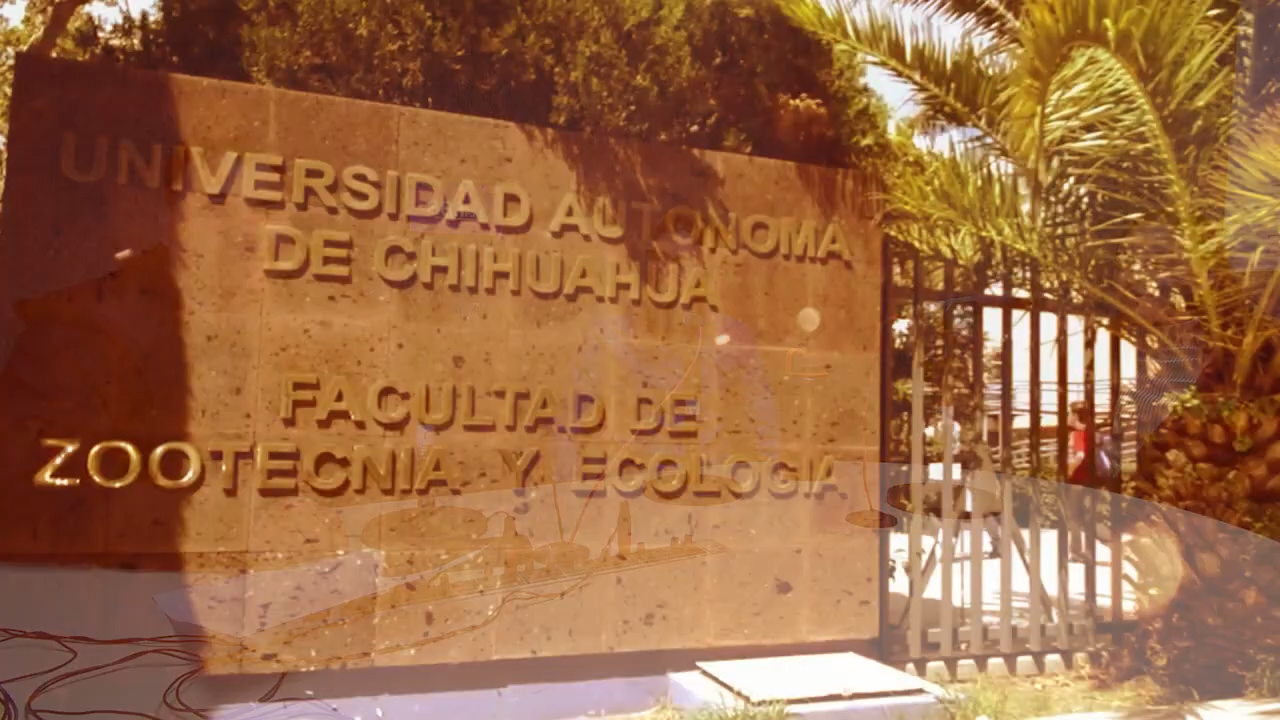 UNIVERSIDAD AUTONOMA
DE CHIHUAHUA
FACULTAD DE
ZOOTECNIA Y ECOLOGIA